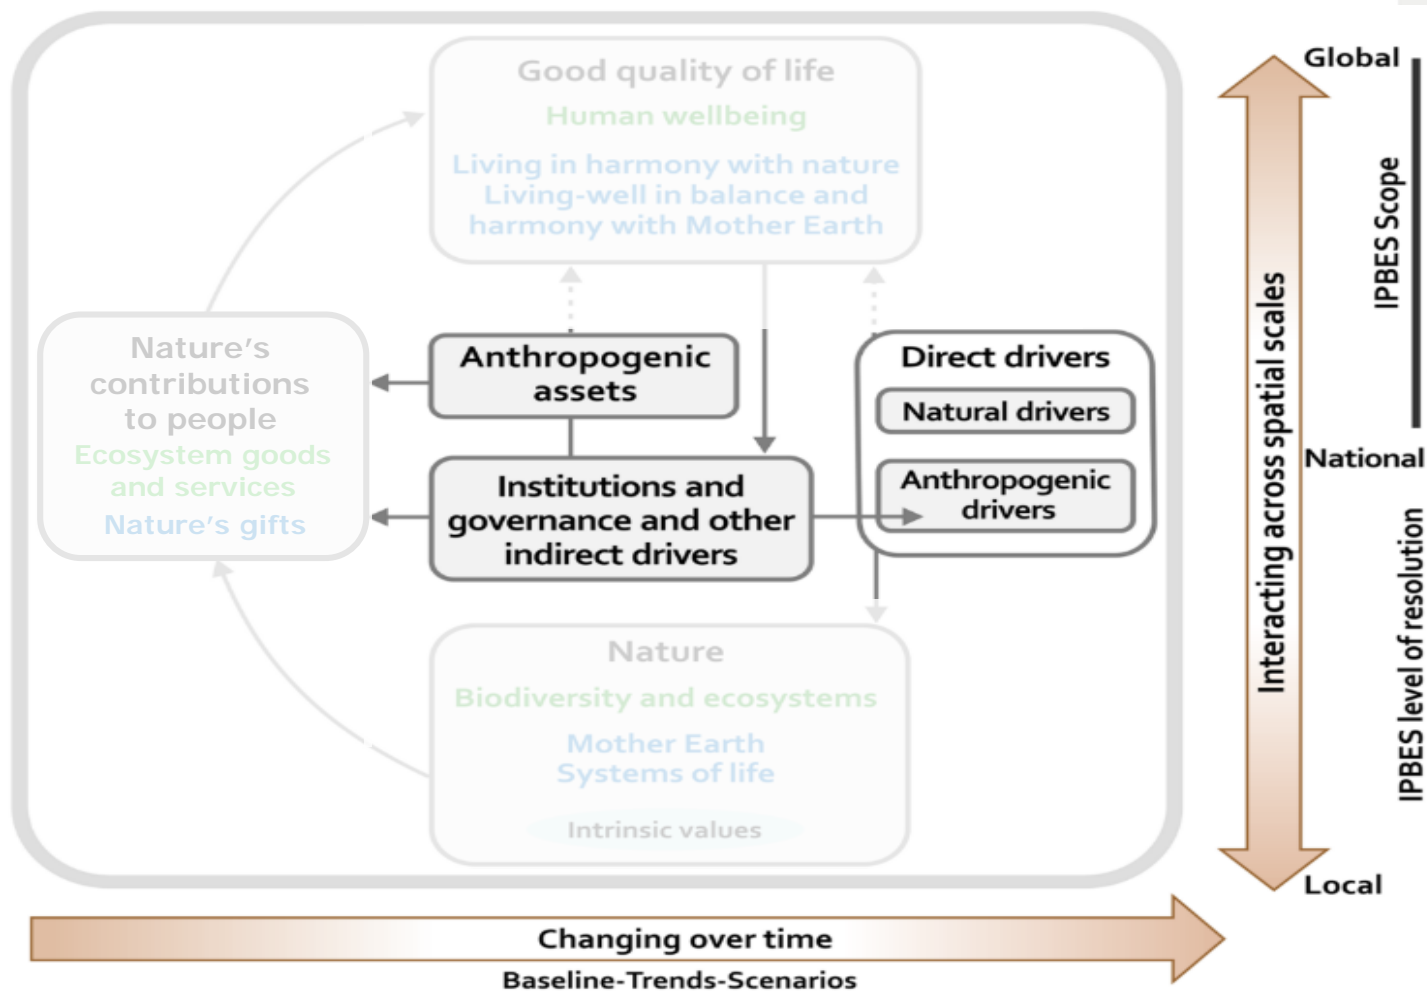 Good quality of life
Human wellbeing
Living in harmony with nature
Living-well in balance and
harmony with Mother Earth
Nature's
contributions
to people
Ecosystem goods
and services
Nature's gifts
Anthropogenic
assets
Institutions and
governance and other
indirect drivers
Direct drivers
Natural drivers
Anthropogenic
drivers
Nature
Biodiversity and ecosystems
Mother Earth
Systems of life
Intrinsic values
Changing over time
Baseline-Trends-Scenarios
Interacting across spatial scales
Global
National
Local
IPBES Scope
IPBES level of resolution